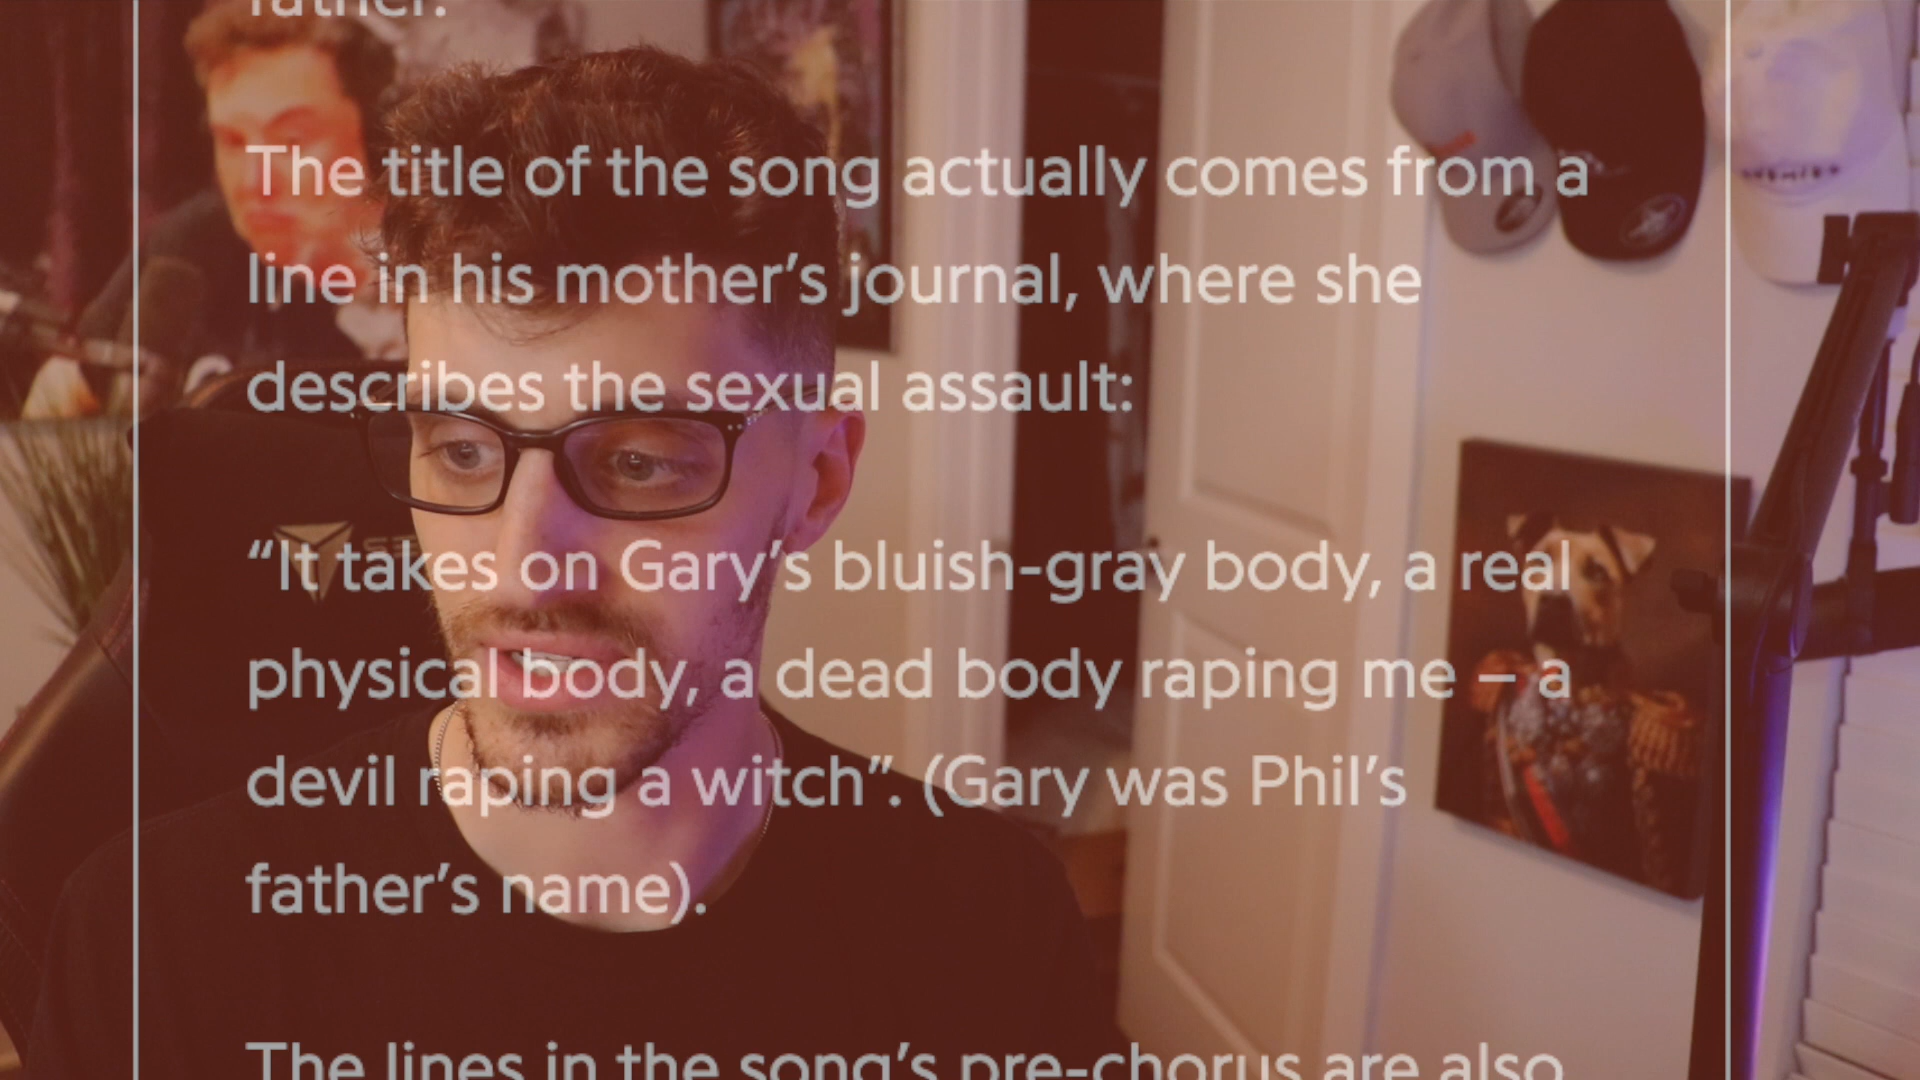 father.
The title of the song actually comes from a
line in his mother’s journal, where she
describes the sexual assault:
“It takes on Gary’s bluish-gray body, a real
physical body, a dead body raping me – a
devil raping a witch”. (Gary was Phil’s
father’s name).
The lines in the song’s pre-chorus are also